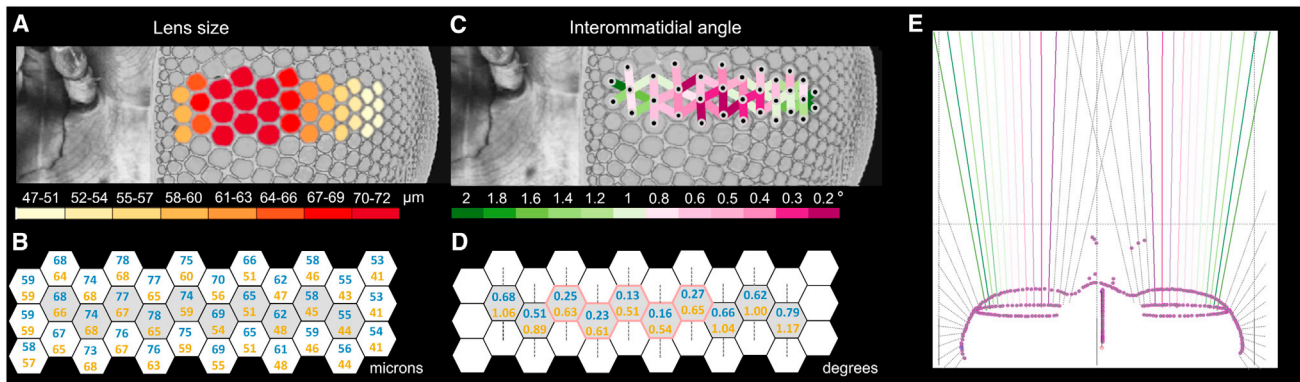 A Lens size
47-51 52-54 55-57 58-60 61-63 64-66 67-69 70-72 μm
B
68 78 75 66 58 53
64 68 60 51 46 41
59 74 77 70 62 55
59 68 65 56 47 43
68 77 74 65 58 53
66 67 59 51 45 41
59 74 78 69 62 55
59 68 65 54 48 44
67 76 75 69 61 54
65 67 59 51 46 41
58 73 76 69 61 56
57 68 63 55 48 44
microns
C Interommatidial angle
2 1.8 1.6 1.4 1.2 1 0.8 0.6 0.5 0.4 0.3 0.2°
D
0.68 0.25 0.13 0.27 0.62
1.06 0.63 0.51 0.65 1.00
0.51 0.23 0.16 0.66 0.79
0.89 0.61 0.54 1.04 1.17
degrees
E